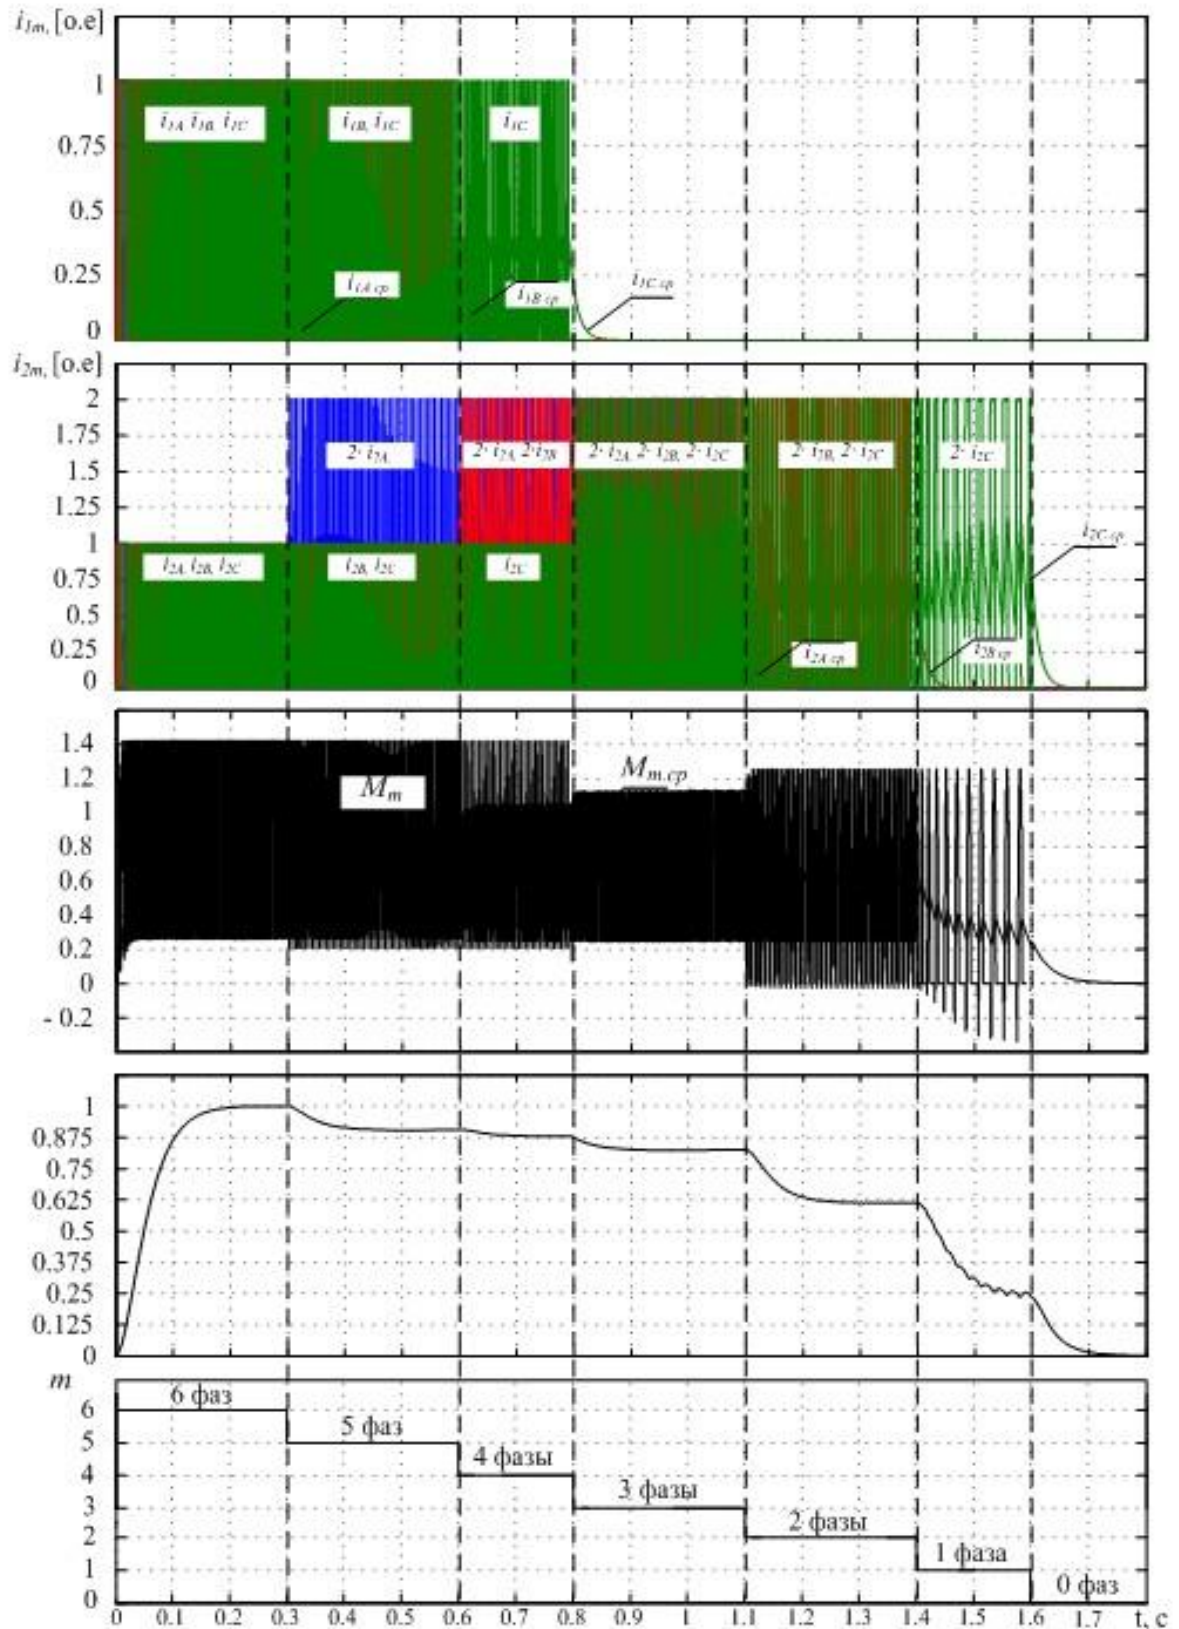 i1m, [o.e]
1
0.75
0.5
0.25
0
i1A, i1B, i1C
i1B, i1C
i1C
i1A.cp
i1B.cp
i1C.cp
i2m, [o.e]
2
1.75
1.5
1.25
1
0.75
0.5
0.25
0
2· i2A,
2· i2A, 2·i2B
2· i2A, 2· i2B, 2· i2C
2· i2B, 2· i2C
2· i2C
i2A, i2B, i2C
i2B, i2C
i2C
i2C.cp
i2A.cp
i2B.cp
1.4
1.2
1
0.8
0.6
0.4
0.2
0
- 0.2
Mm
Mm.cp
1
0.875
0.75
0.625
0.5
0.375
0.25
0.125
0
m
6
5
4
3
2
1
0
6 фаз
5 фаз
4 фазы
3 фазы
2 фазы
1 фаза
0 фаз
0 0.1 0.2 0.3 0.4 0.5 0.6 0.7 0.8 0.9 1 1.1 1.2 1.3 1.4 1.5 1.6 1.7 t, c